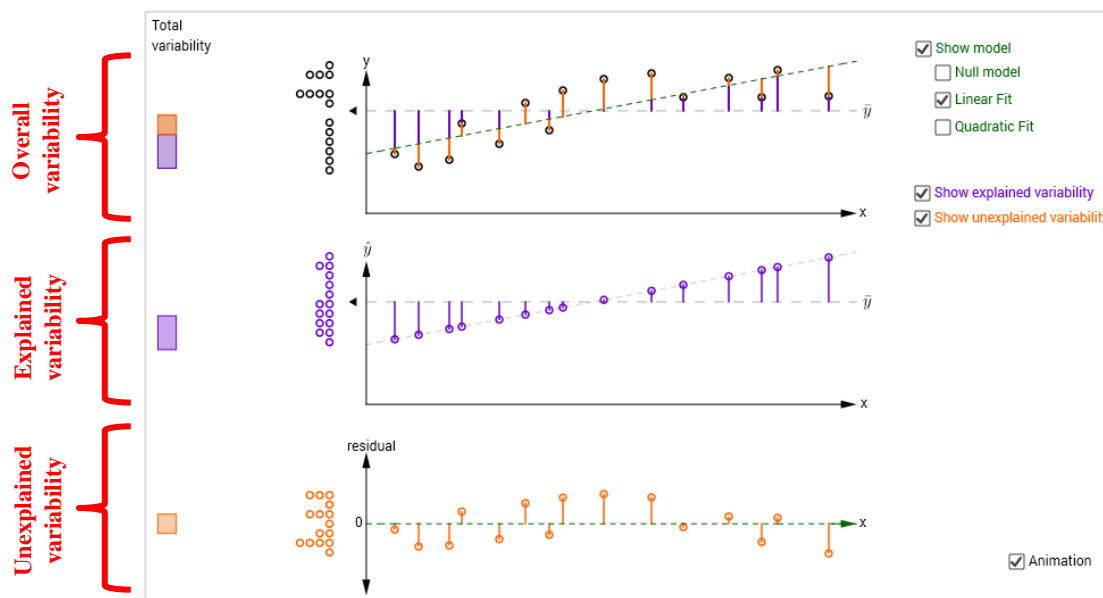 Total
variability
Overall
variability
y
ȳ
x
Show model
Null model
Linear Fit
Quadratic Fit
Show explained variability
Show unexplained variability
Explained
variability
ŷ
ȳ
x
Unexplained
variability
residual
0
x
Animation